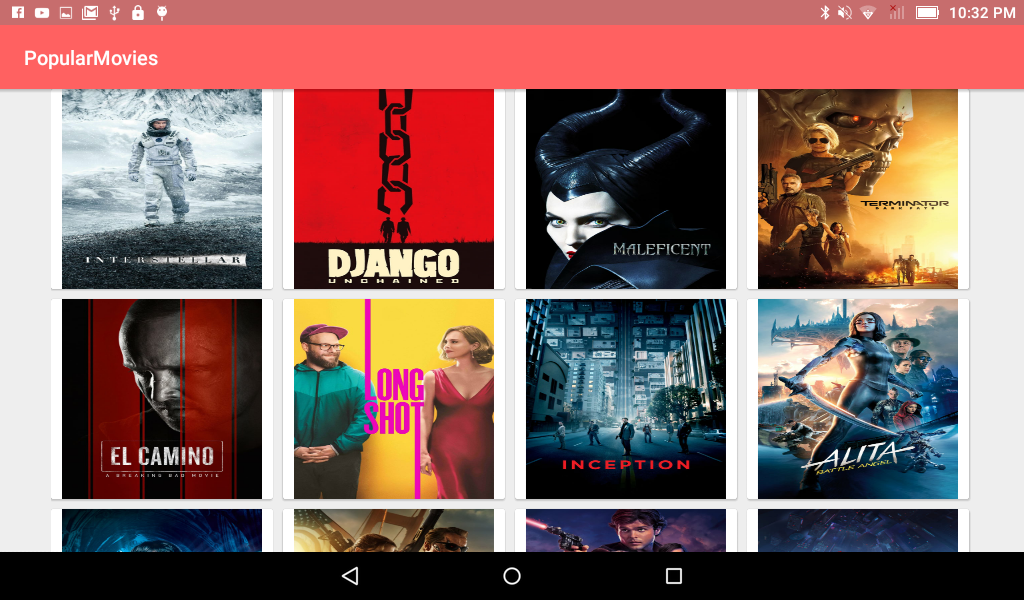 10:32 PM
PopularMovies
INTERSTELLAR
DJANGO
UNCHAINED
MALEFICENT
TERMINATOR
DARK FATE
EL CAMINO
A BREAKING BAD MOVIE
LONG
SHOT
INCEPTION
ALITA
BATTLE ANGEL